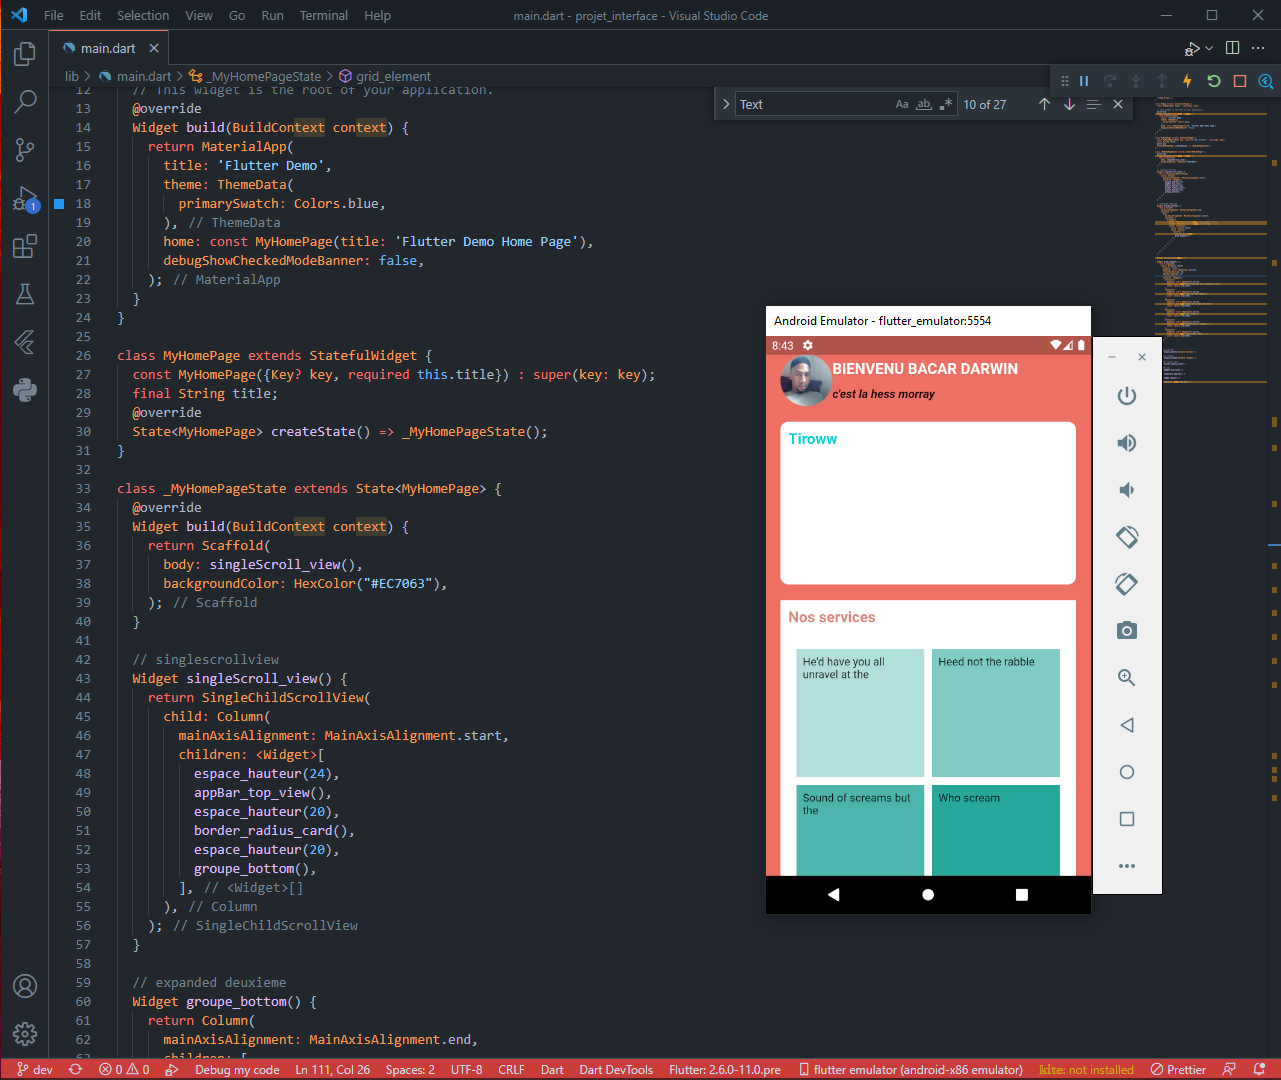 File Edit Selection View Go Run Terminal Help main.dart - projet_interface - Visual Studio Code
main.dart
lib > main.dart > _MyHomePageState > grid_element
Text Aa ab 10 of 27
12 // This widget is the root of your application.
13 @override
14 Widget build(BuildContext context) {
15 return MaterialApp(
16 title: 'Flutter Demo',
17 theme: ThemeData(
18 primarySwatch: Colors.blue,
19 ), // ThemeData
20 home: const MyHomePage(title: 'Flutter Demo Home Page'),
21 debugShowCheckedModeBanner: false,
22 ); // MaterialApp
23 }
24 }
25
26 class MyHomePage extends StatefulWidget {
27 const MyHomePage({Key? key, required this.title}) : super(key: key);
28 final String title;
29 @override
30 State<MyHomePage> createState() => _MyHomePageState();
31 }
32
33 class _MyHomePageState extends State<MyHomePage> {
34 @override
35 Widget build(BuildContext context) {
36 return Scaffold(
37 body: singleScroll_view(),
38 backgroundColor: HexColor("#EC7063"),
39 ); // Scaffold
40 }
41
42 // singlescrollview
43 Widget singleScroll_view() {
44 return SingleChildScrollView(
45 child: Column(
46 mainAxisAlignment: MainAxisAlignment.start,
47 children: <Widget>[
48 espace_hauteur(24),
49 appBar_top_view(),
50 espace_hauteur(20),
51 border_radius_card(),
52 espace_hauteur(20),
53 groupe_bottom(),
54 ], // <Widget>[]
55 ), // Column
56 ); // SingleChildScrollView
57 }
58
59 // expanded deuxieme
60 Widget groupe_bottom() {
61 return Column(
62 mainAxisAlignment: MainAxisAlignment.end,
63 children: [
1
Android Emulator - flutter_emulator:5554
8:43
BIENVENU BACAR DARWIN
c'est la hess morray
Tiroww
Nos services
He'd have you all
unravel at the
Heed not the rabble
Sound of screams but
the
Who scream
dev 0 0 Debug my code Ln 111, Col 26 Spaces: 2 UTF-8 CRLF Dart Dart DevTools Flutter: 2.6.0-11.0.pre flutter emulator (android-x86 emulator) kite: not installed Prettier